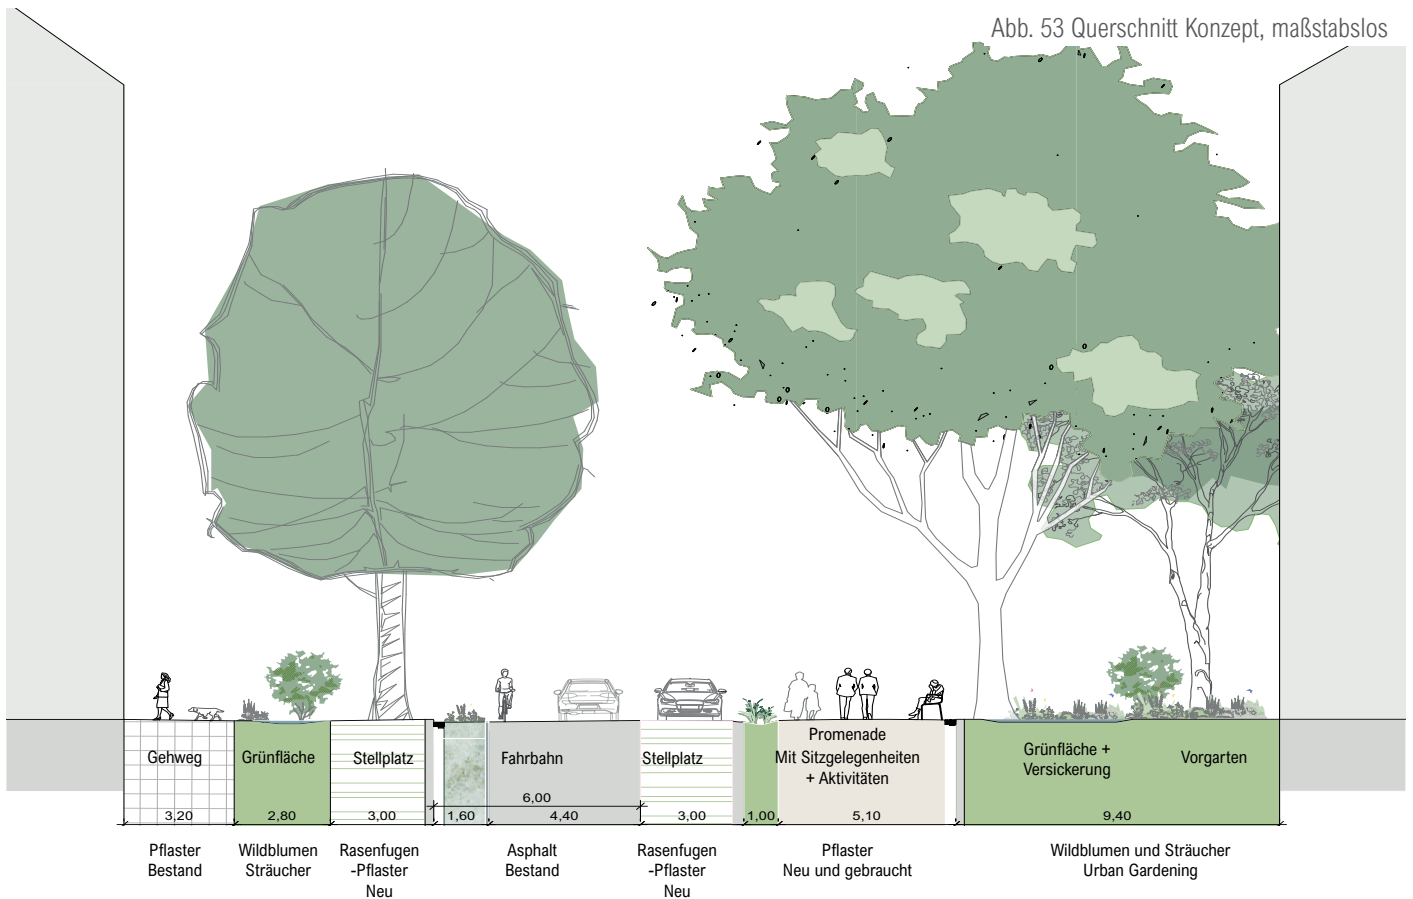 Abb. 53 Querschnitt Konzept, maßstabslos
Gehweg
Grünfläche
Stellplatz
Fahrbahn
Stellplatz
Promenade
Mit Sitzgelegenheiten
+ Aktivitäten
Grünfläche +
Versickerung
Vorgarten
6,00
3,20
2,80
3,00
1,60
4,40
3,00
1,00
5,10
9,40
Pflaster
Bestand
Wildblumen
Sträucher
Rasenfugen
-Pflaster
Neu
Asphalt
Bestand
Rasenfugen
-Pflaster
Neu
Pflaster
Neu und gebraucht
Wildblumen und Sträucher
Urban Gardening